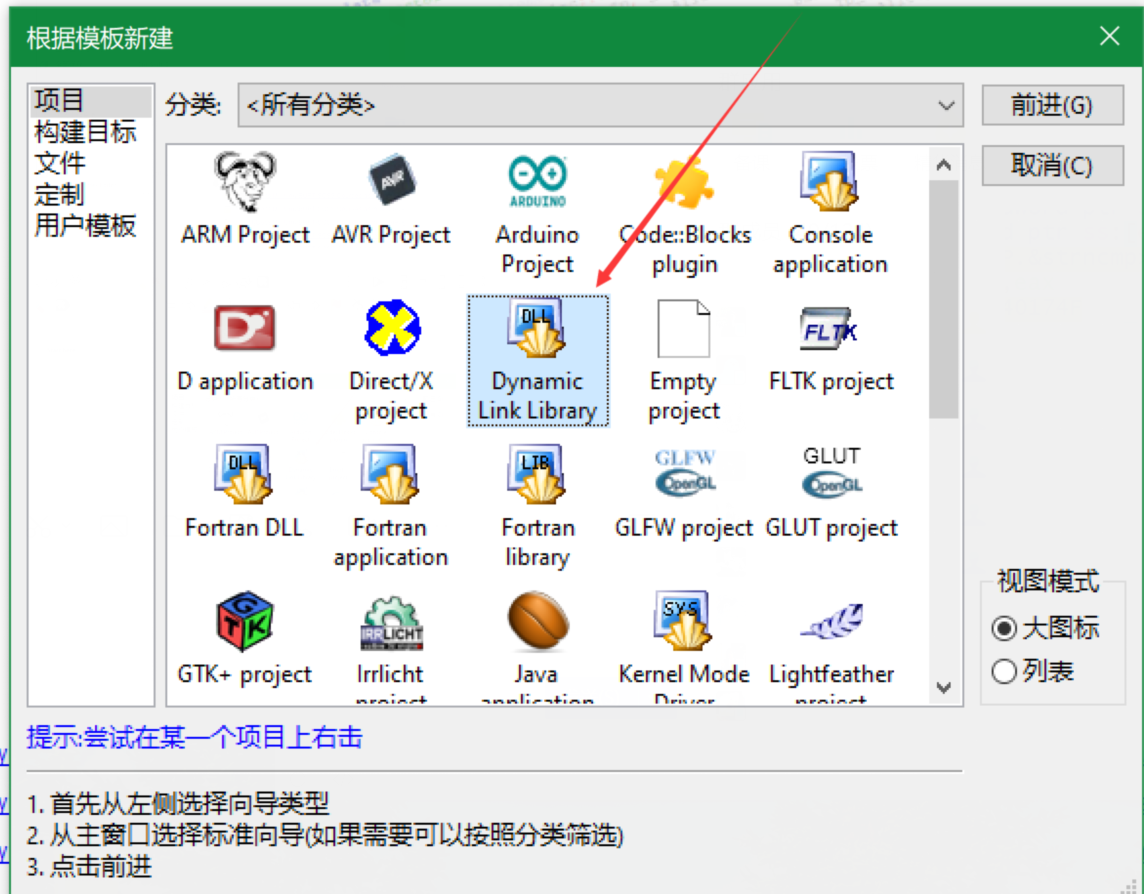 根据模板新建
项目
构建目标
文件
定制
用户模板
分类:
<所有分类>
前进(G)
取消(C)
AVR
ARDUINO
ARM Project
AVR Project
Arduino
Project
Code::Blocks
plugin
Console
application
D
DLL
FLTK
D application
Direct/X
project
Dynamic
Link Library
Empty
project
FLTK project
DLL
LIB
GLFW
OpenGL
GLUT
OpenGL
Fortran DLL
Fortran
application
Fortran
library
GLFW project
GLUT project
GTK
IRRLICHT
SYS
GTK+ project
Irrlicht
project
Java
application
Kernel Mode
Driver
Lightfeather
project
视图模式
大图标
列表
提示:尝试在某一个项目上右击
1. 首先从左侧选择向导类型
2. 从主窗口选择标准向导(如果需要可以按照分类筛选)
3. 点击前进